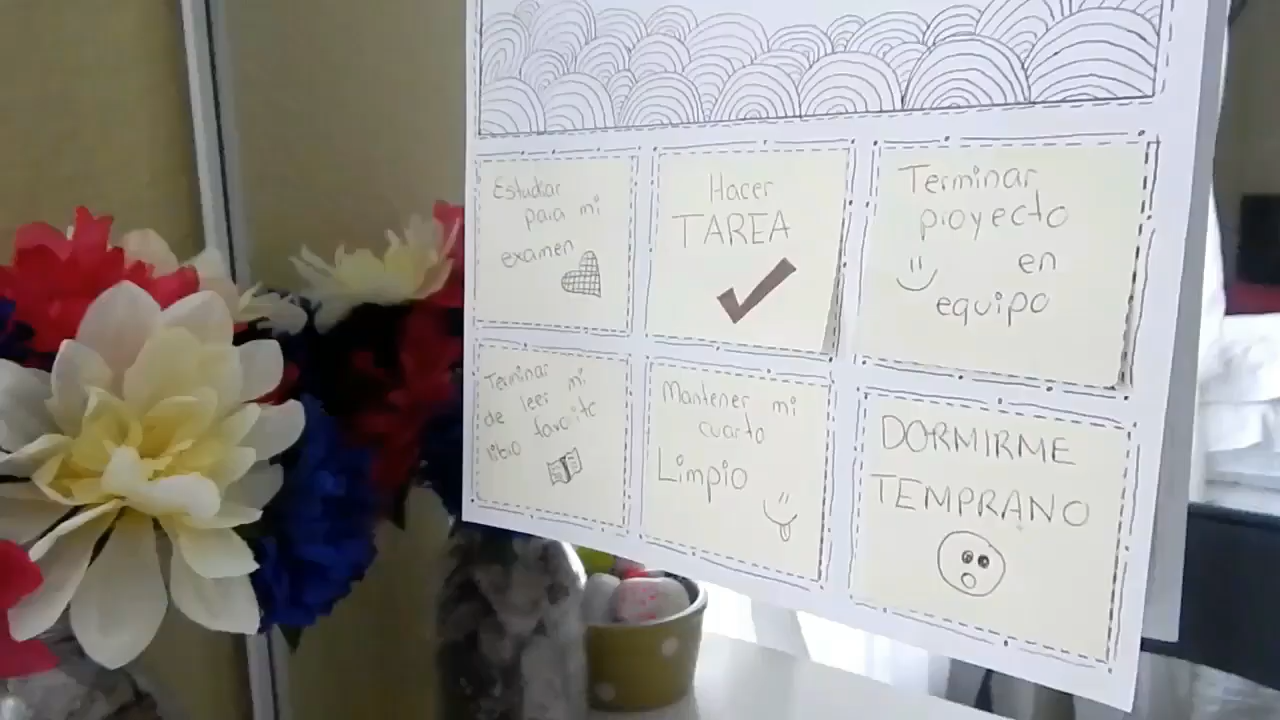 Estudiar
para mi
examen
Hacer
TAREA
Terminar
proyecto
en
equipo
Terminar mi
de leer
favorito
libro
Mantener mi
cuarto
Limpio
DORMIRME
TEMPRANO